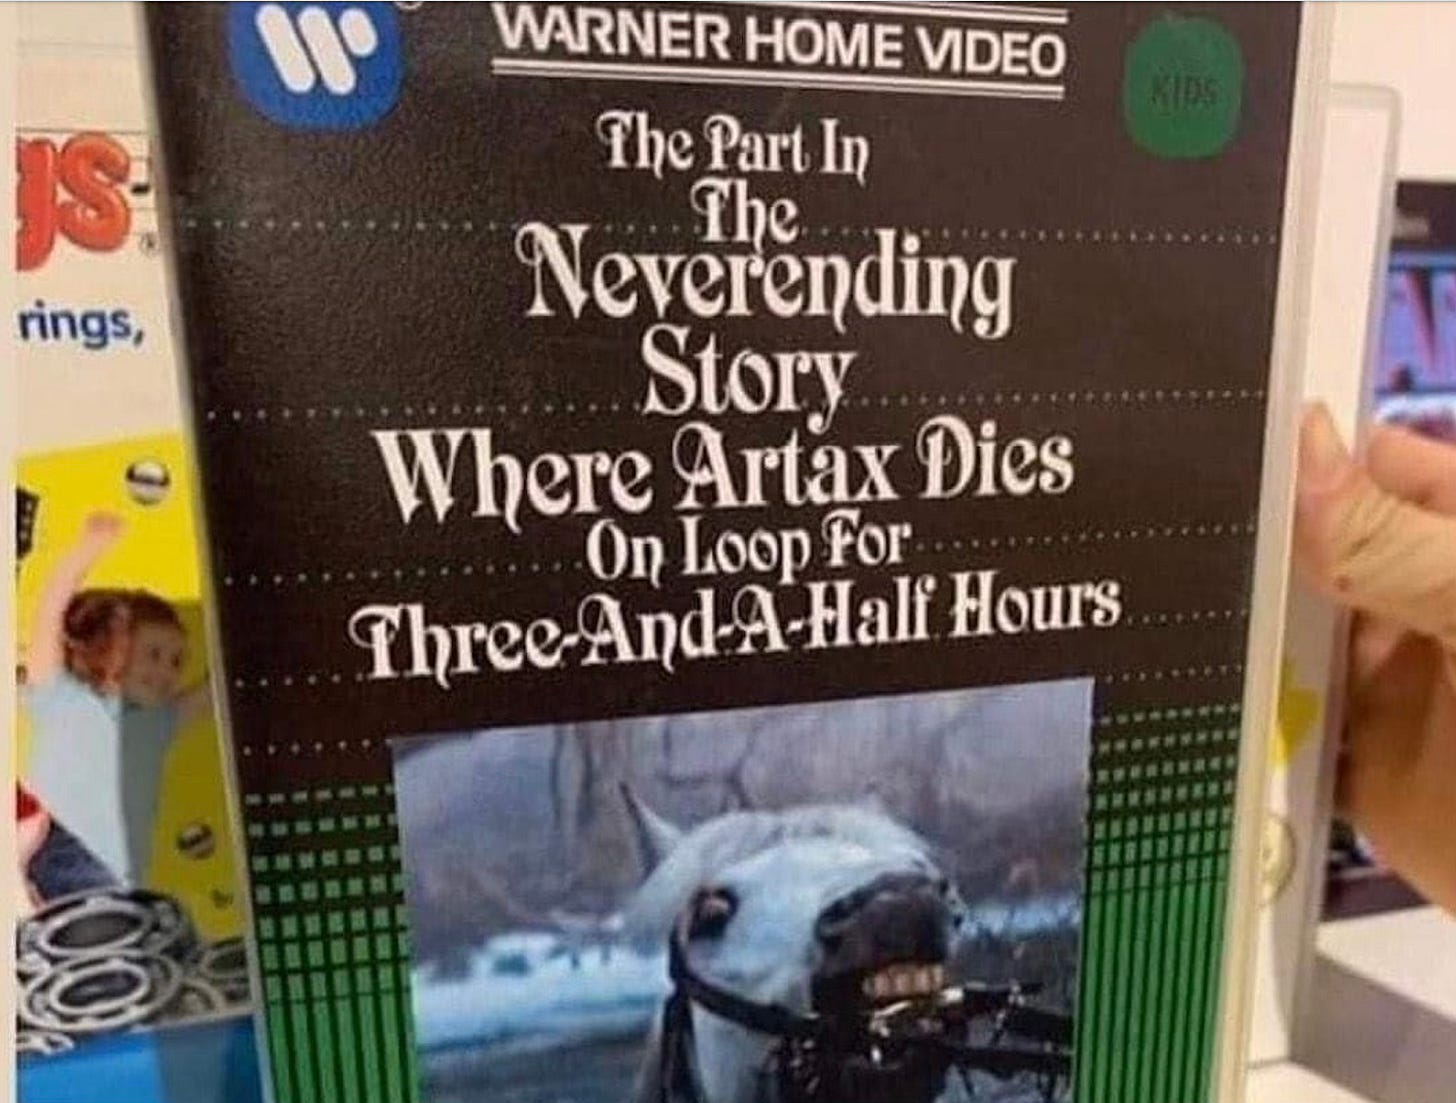 WARNER HOME VIDEO
KIDS
The Part In
The
Neverending
Story
Where Artax Dies
On Loop For
Three-And-A-Half Hours
gs-
rings,